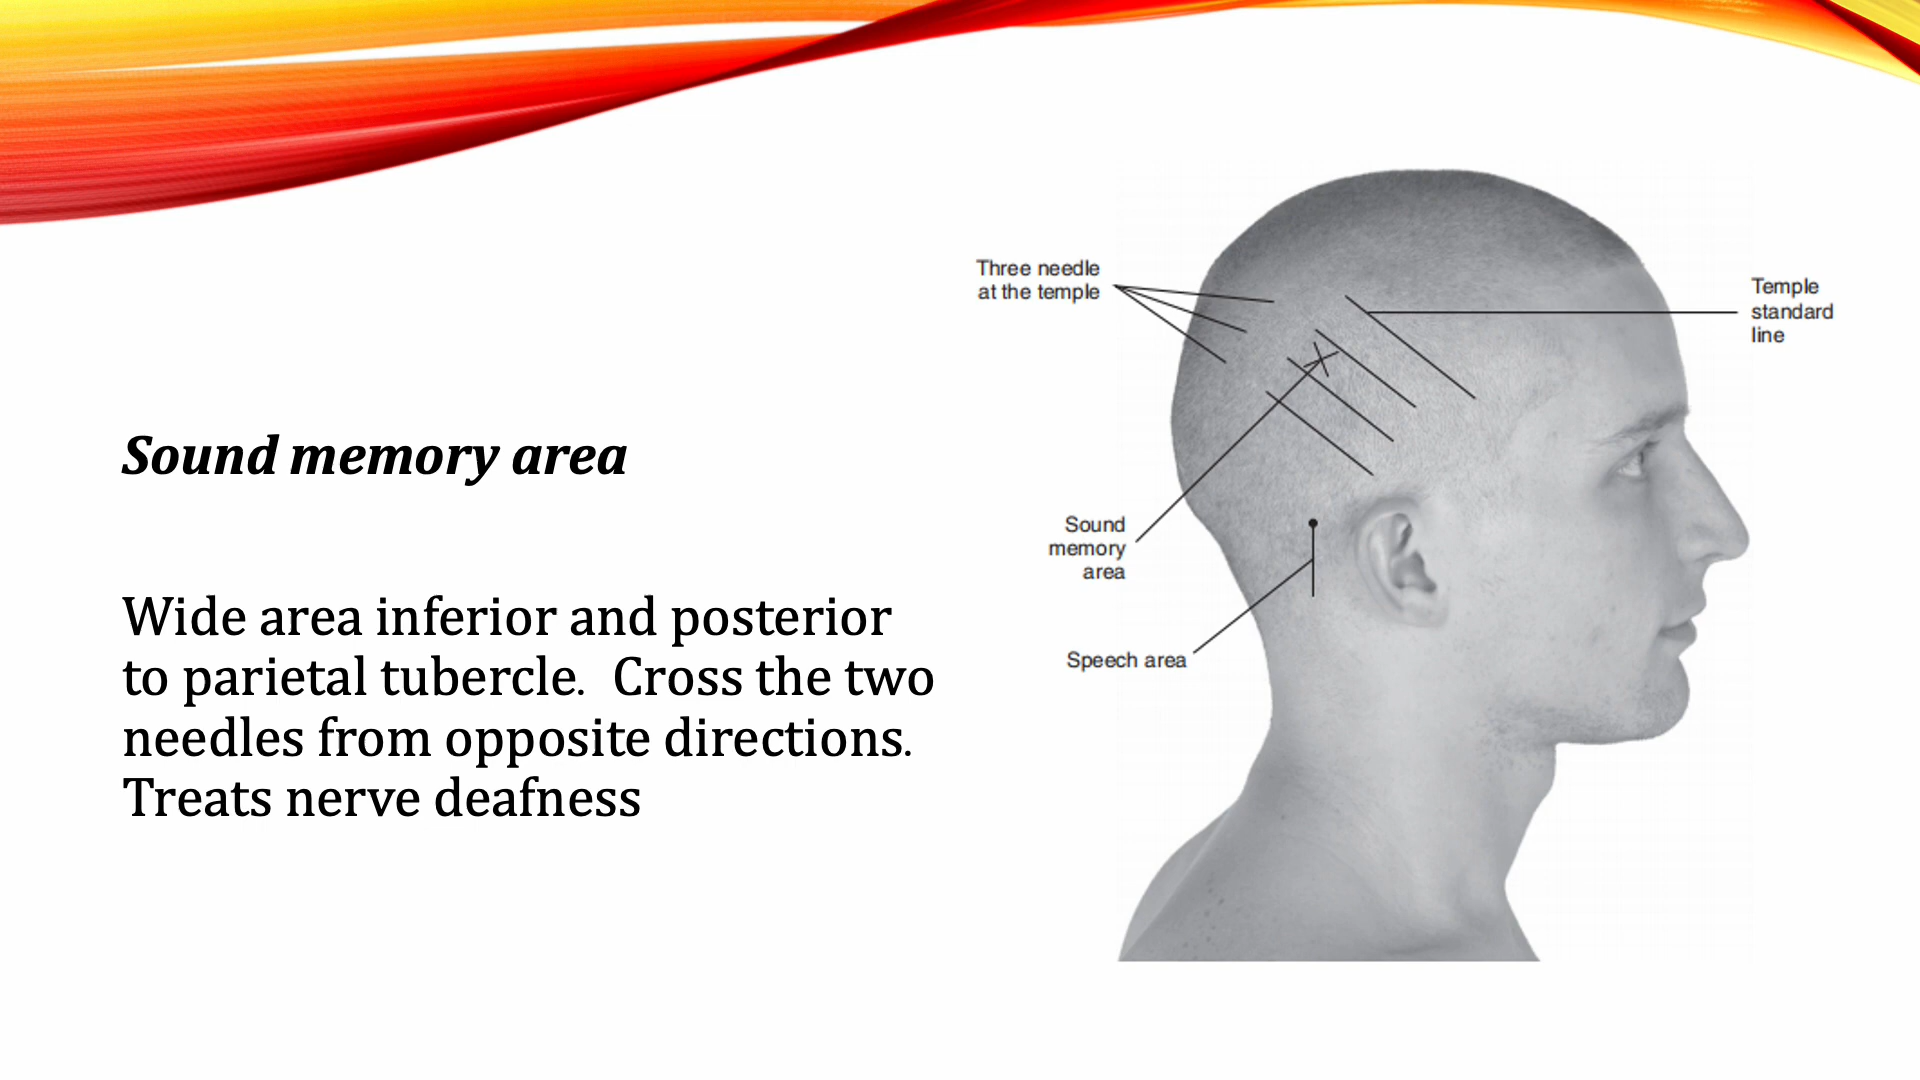 Sound memory area
Wide area inferior and posterior
to parietal tubercle.  Cross the two
needles from opposite directions.
Treats nerve deafness
Three needle
at the temple
Temple
standard
line
Sound
memory
area
Speech area